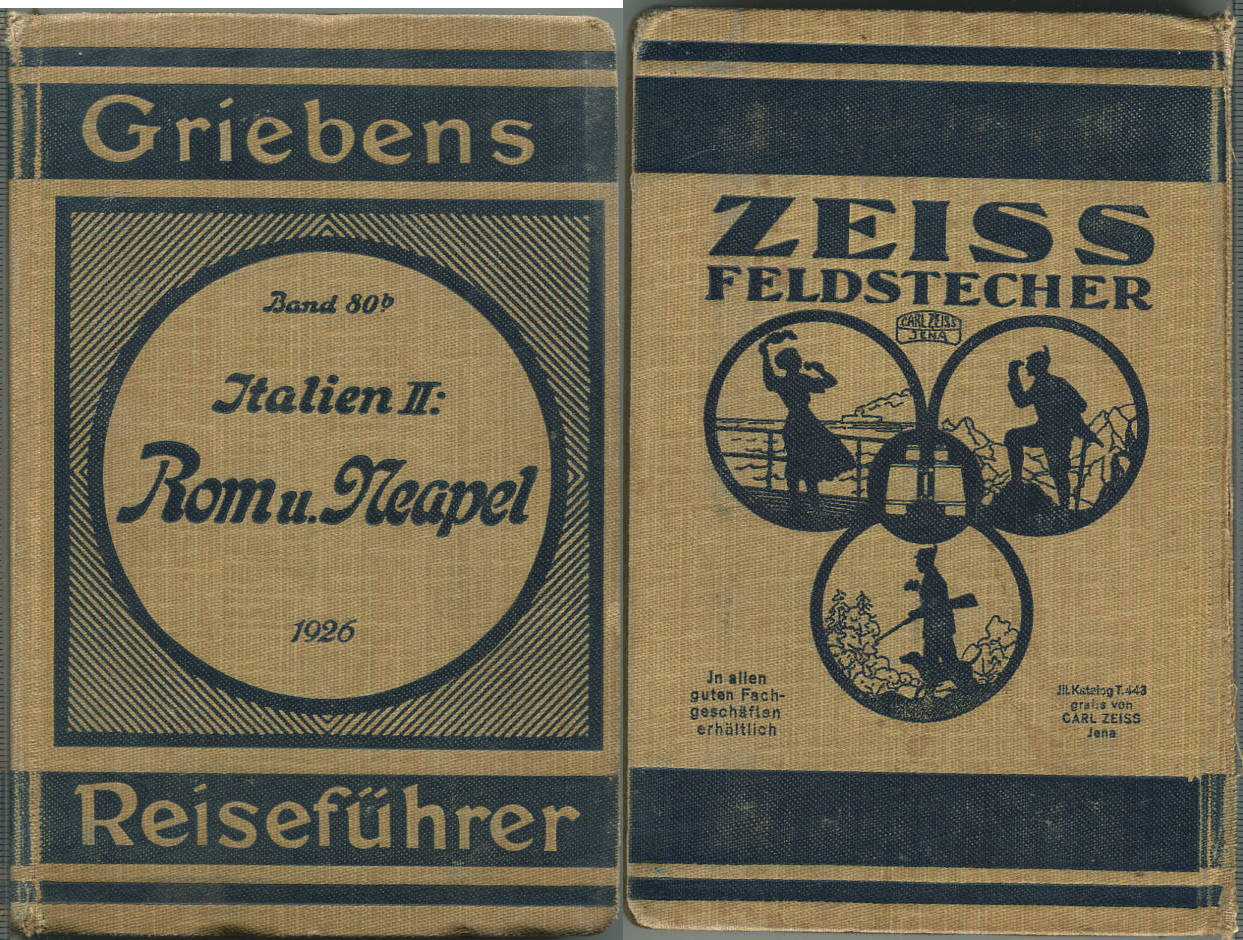 Griebens
Band 80b
Italien II:
Rom u. Neapel
1926
Reiseführer
ZEISS
FELDSTECHER
CARL ZEISS
JENA
In allen
guten Fach-
geschäften
erhältlich
Jll. Katalog T. 443
gratis von
CARL ZEISS
Jena